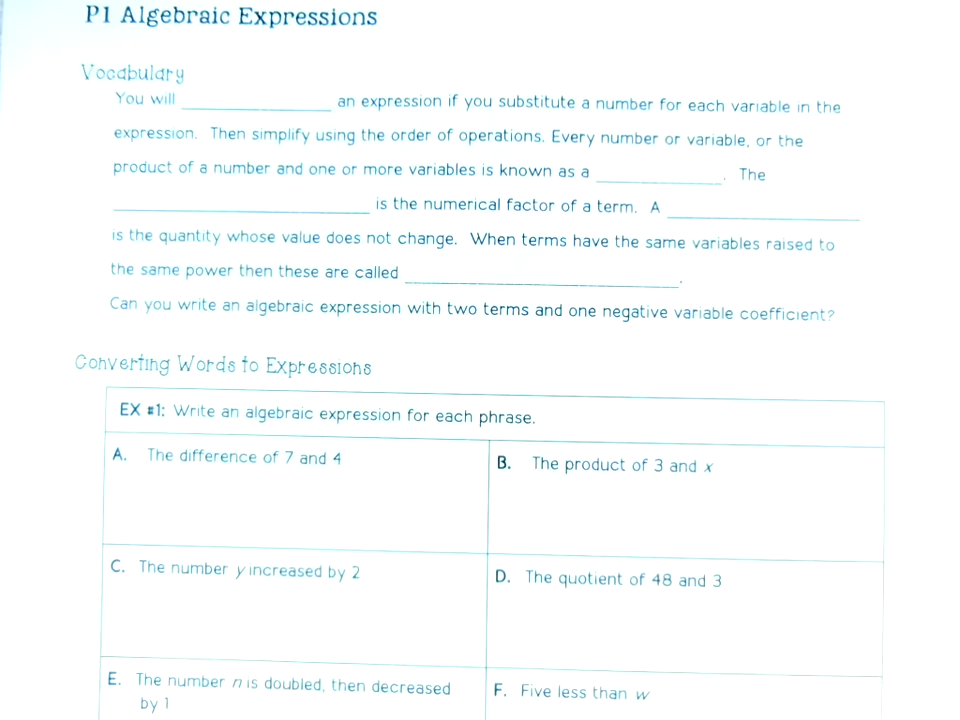 P1 Algebraic Expressions
Vocabulary
You will _______________ an expression if you substitute a number for each variable in the
expression. Then simplify using the order of operations. Every number or variable, or the
product of a number and one or more variables is known as a _____________. The
__________________________ is the numerical factor of a term. A ___________________
is the quantity whose value does not change. When terms have the same variables raised to
the same power then these are called ___________________________.
Can you write an algebraic expression with two terms and one negative variable coefficient?
Converting Words to Expressions
EX #1: Write an algebraic expression for each phrase.
A. The difference of 7 and 4
B. The product of 3 and x
C. The number y increased by 2
D. The quotient of 48 and 3
E. The number n is doubled, then decreased
by 1
F. Five less than w